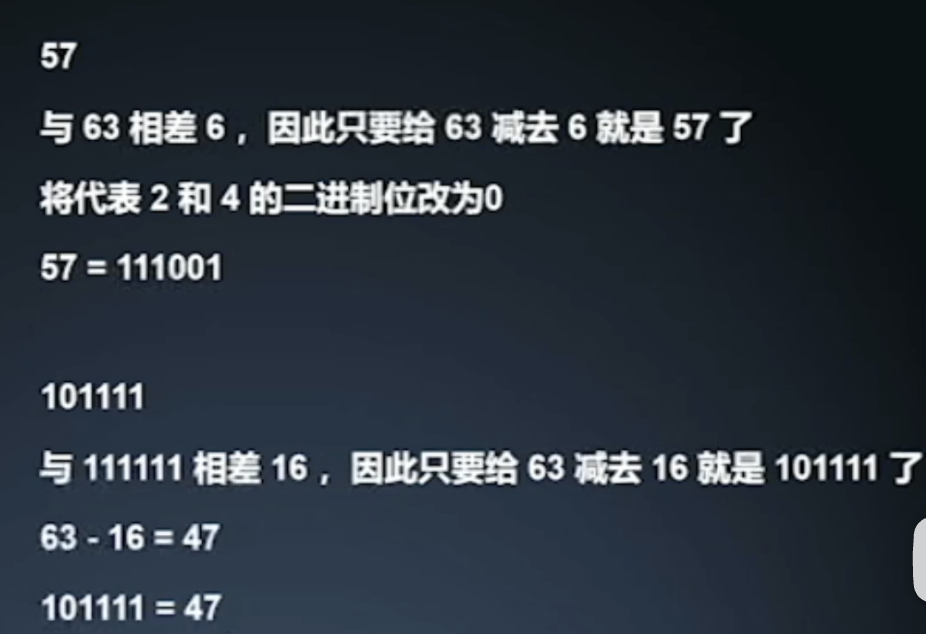 57
与 63 相差 6 ，因此只要给 63 减去 6 就是 57 了
将代表 2 和 4 的二进制位改为0
57 = 111001
101111
与 111111 相差 16 ，因此只要给 63 减去 16 就是 101111 了
63 - 16 = 47
101111 = 47